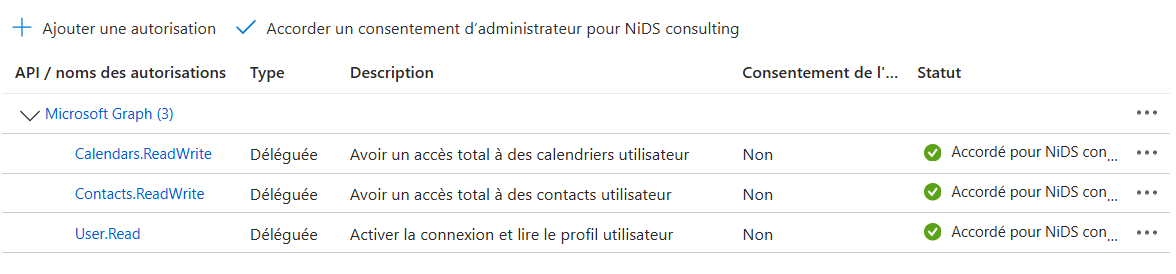 Ajouter une autorisation Accorder un consentement d’administrateur pour NiDS consulting
API / noms des autorisations Type Description Consentement de l'... Statut
Microsoft Graph (3)
Calendars.ReadWrite Déléguée Avoir un accès total à des calendriers utilisateur Non Accordé pour NiDS con...
Contacts.ReadWrite Déléguée Avoir un accès total à des contacts utilisateur Non Accordé pour NiDS con...
User.Read Déléguée Activer la connexion et lire le profil utilisateur Non Accordé pour NiDS con...